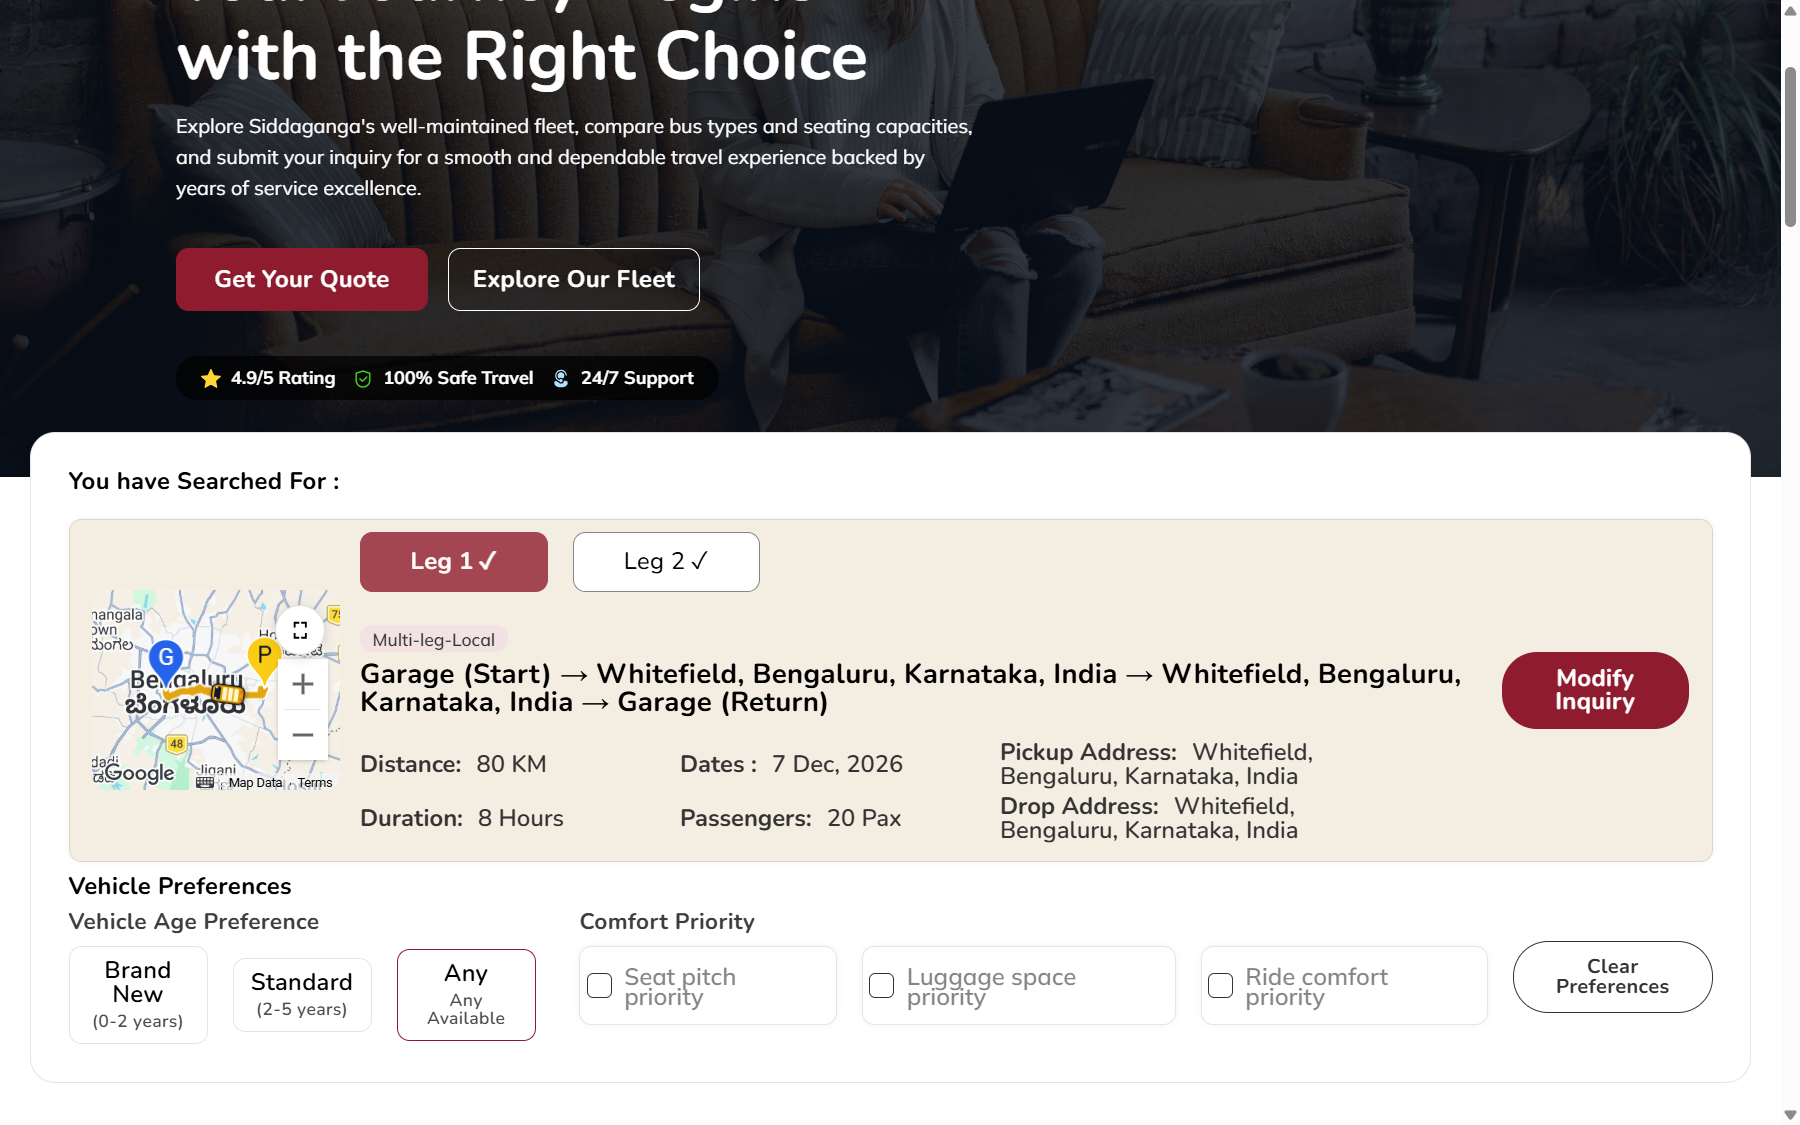 with the Right Choice
Explore Siddaganga's well-maintained fleet, compare bus types and seating capacities,
and submit your inquiry for a smooth and dependable travel experience backed by
years of service excellence.
Get Your Quote
Explore Our Fleet
4.9/5 Rating
100% Safe Travel
24/7 Support
You have Searched For :
Leg 1 ✓
Leg 2 ✓
Multi-leg-Local
Garage (Start) → Whitefield, Bengaluru, Karnataka, India → Whitefield, Bengaluru,
Karnataka, India → Garage (Return)
Modify
Inquiry
Distance: 80 KM
Dates : 7 Dec, 2026
Pickup Address: Whitefield,
Bengaluru, Karnataka, India
Duration: 8 Hours
Passengers: 20 Pax
Drop Address: Whitefield,
Bengaluru, Karnataka, India
G
P
Bengaluru
ಬೆಂಗಳೂರು
48
Jigani
Google
Map Data
Terms
Vehicle Preferences
Vehicle Age Preference
Brand
New
(0-2 years)
Standard
(2-5 years)
Any
Any
Available
Comfort Priority
Seat pitch
priority
Luggage space
priority
Ride comfort
priority
Clear
Preferences